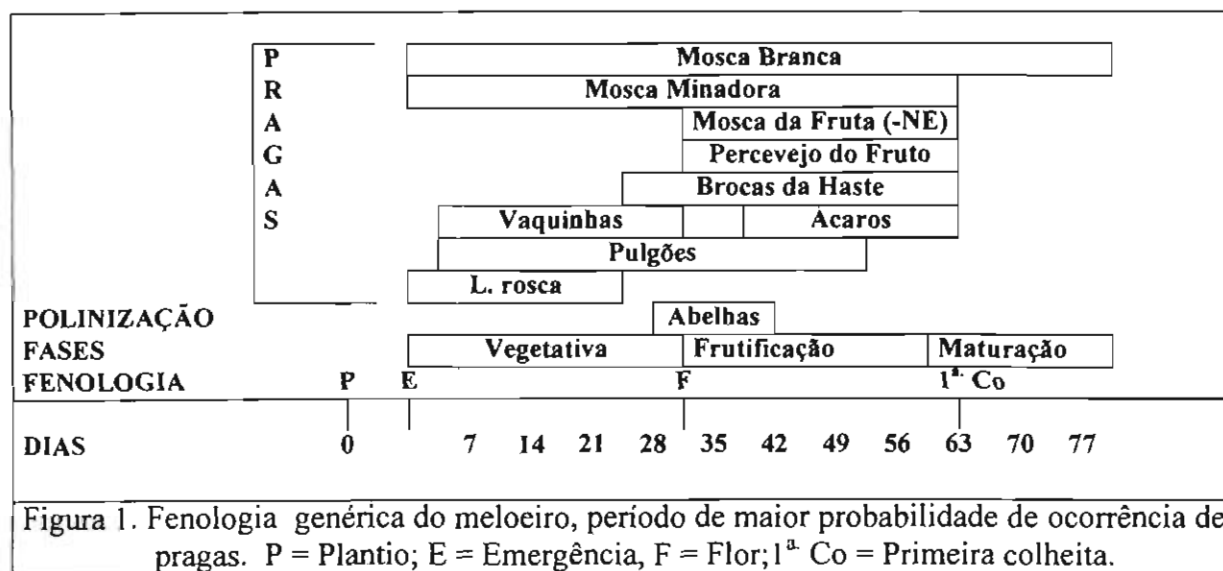 P Mosca Branca
R Mosca Minadora
A Mosca da Fruta (-NE)
G Percevejo do Fruto
A Brocas da Haste
S Vaquinhas Acaros
Pulgões
L. rosca
POLINIZAÇÃO Abelhas
FASES Vegetativa Frutificação Maturação
FENOLOGIA P E F 1ª. Co
DIAS 0 7 14 21 28 35 42 49 56 63 70 77
Figura 1. Fenologia genérica do meloeiro, período de maior probabilidade de ocorrência de
pragas. P = Plantio; E = Emergência, F = Flor; 1ª. Co = Primeira colheita.